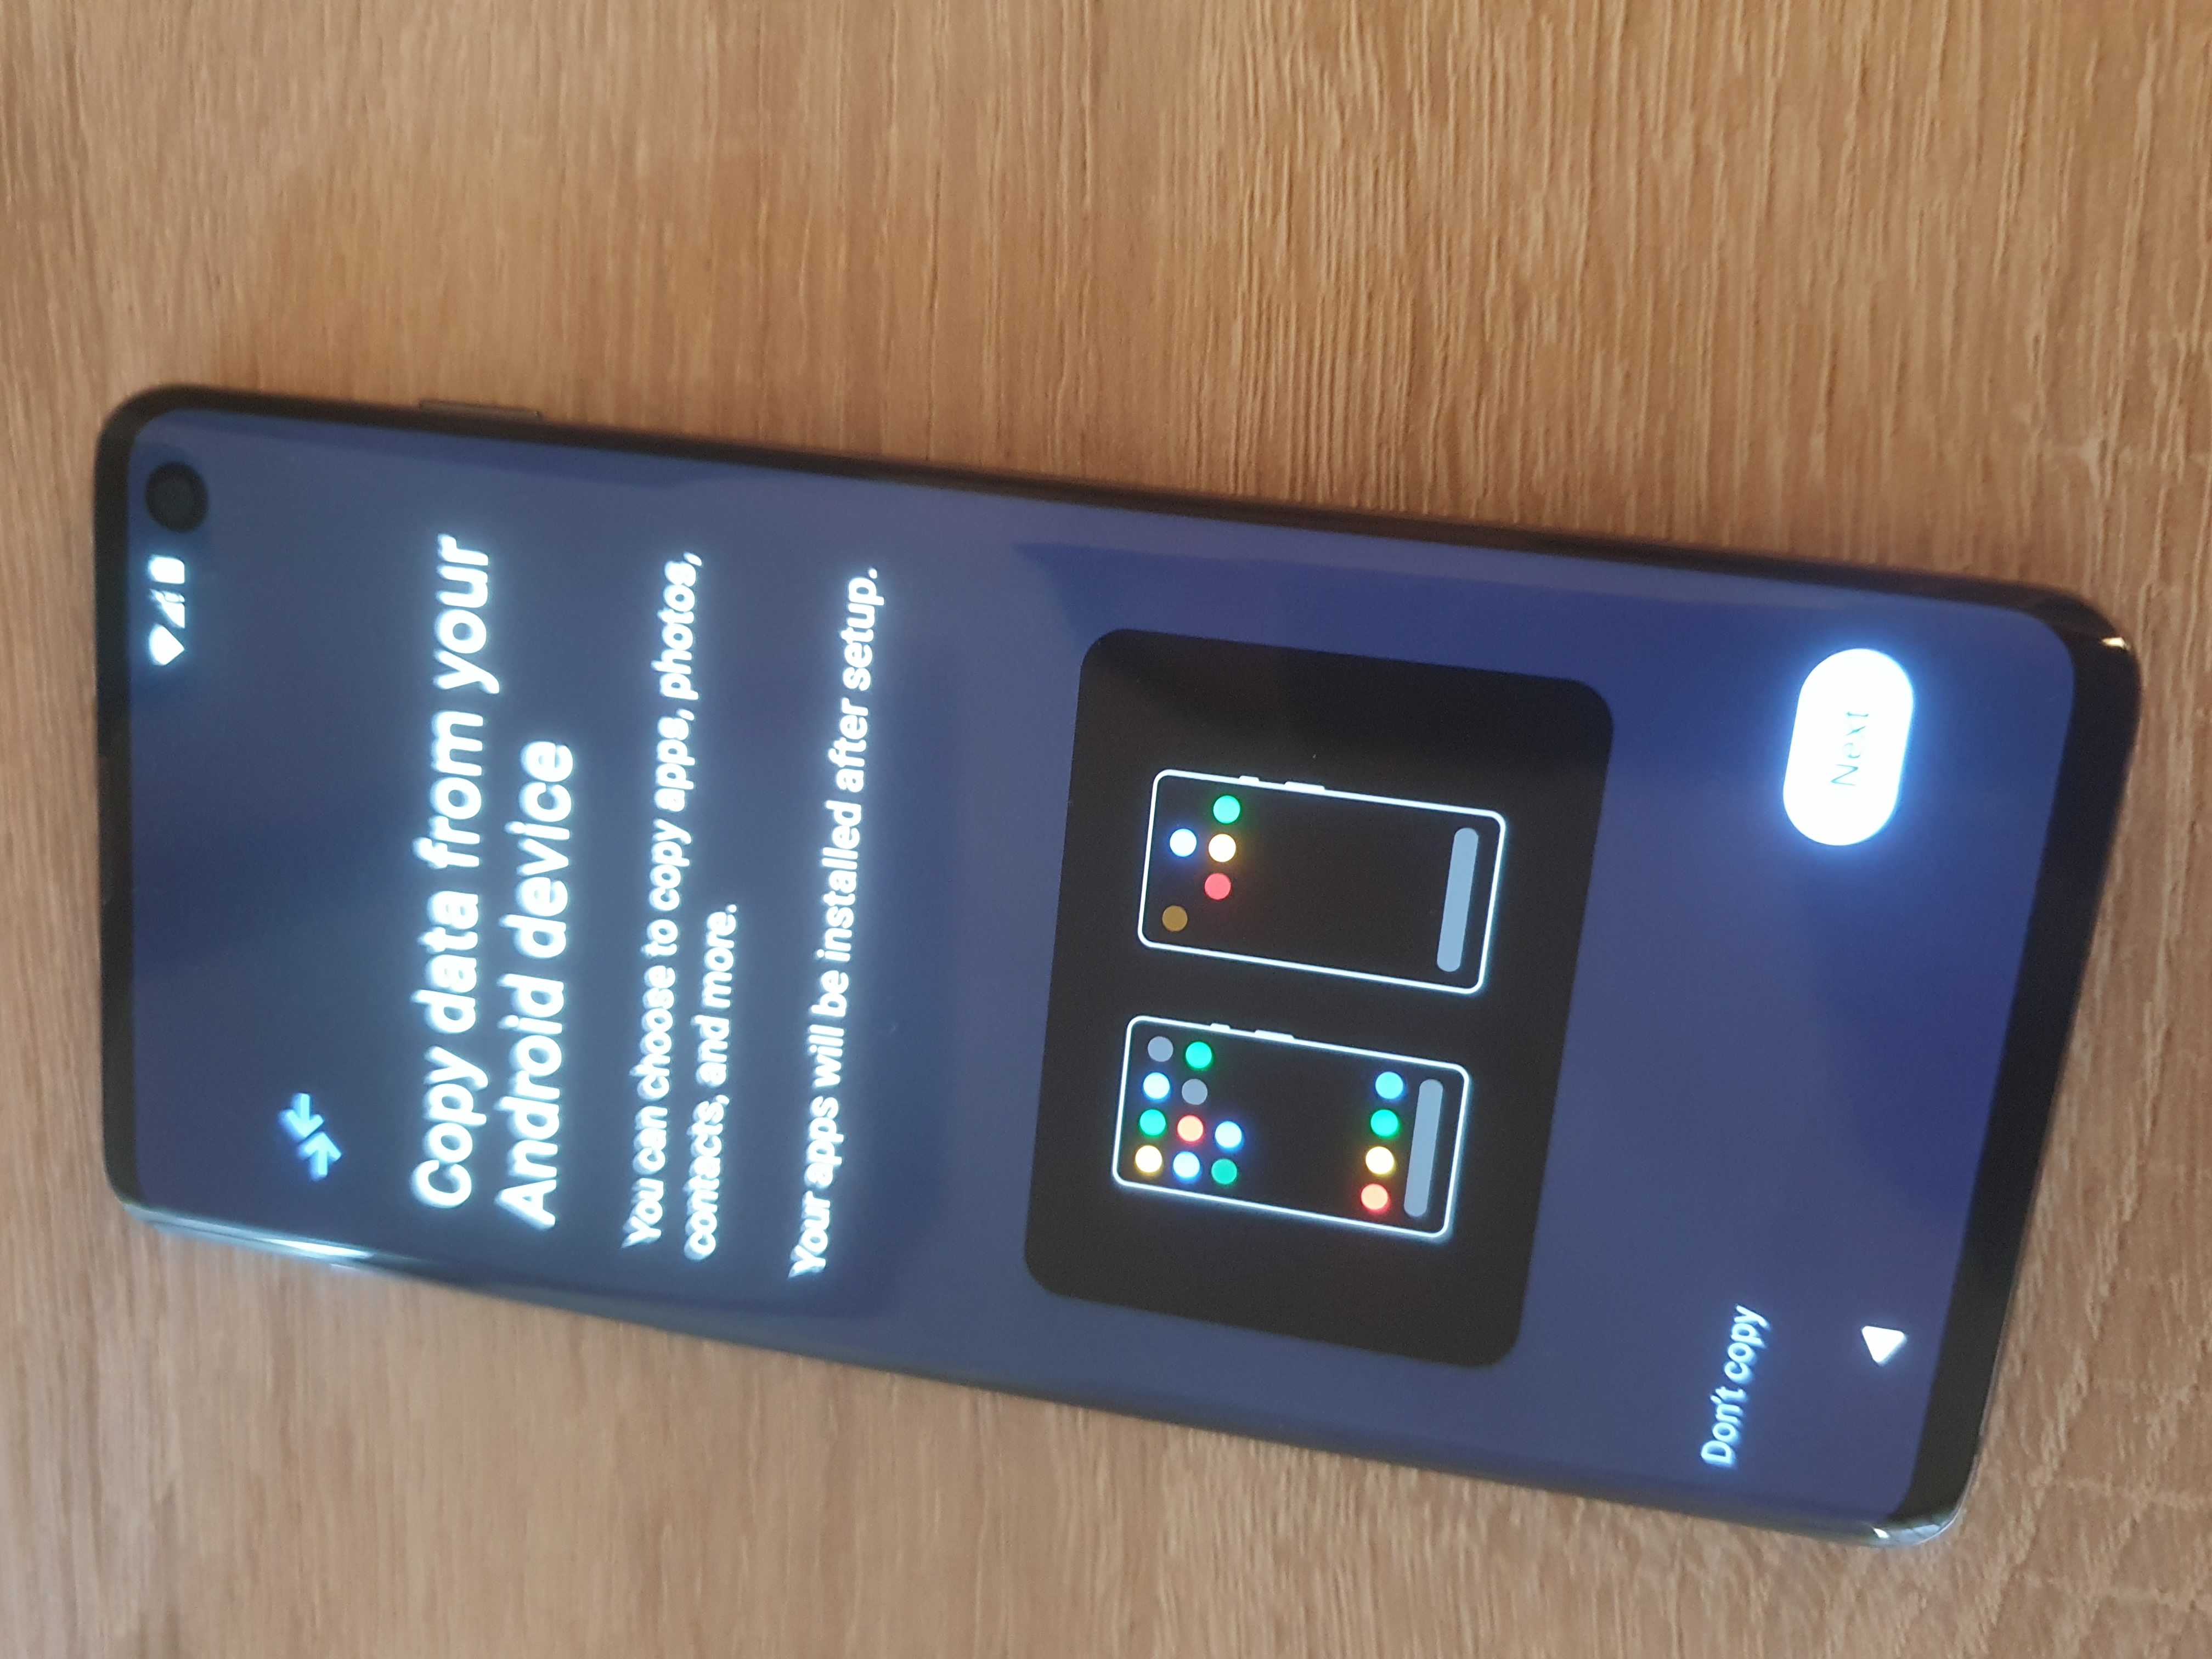 Copy data from your
Android device
You can choose to copy apps, photos,
contacts, and more.
Your apps will be installed after setup.
Don't copy
Next